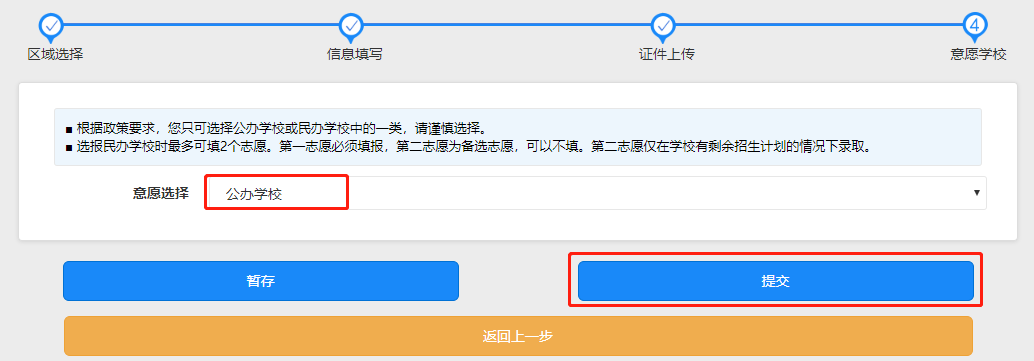 4
区域选择
信息填写
证件上传
意愿学校
■ 根据政策要求，您只可选择公办学校或民办学校中的一类，请谨慎选择。
■ 选报民办学校时最多可填2个志愿。第一志愿必须填报，第二志愿为备选志愿，可以不填。第二志愿仅在学校有剩余招生计划的情况下录取。
意愿选择
公办学校
暂存
提交
返回上一步